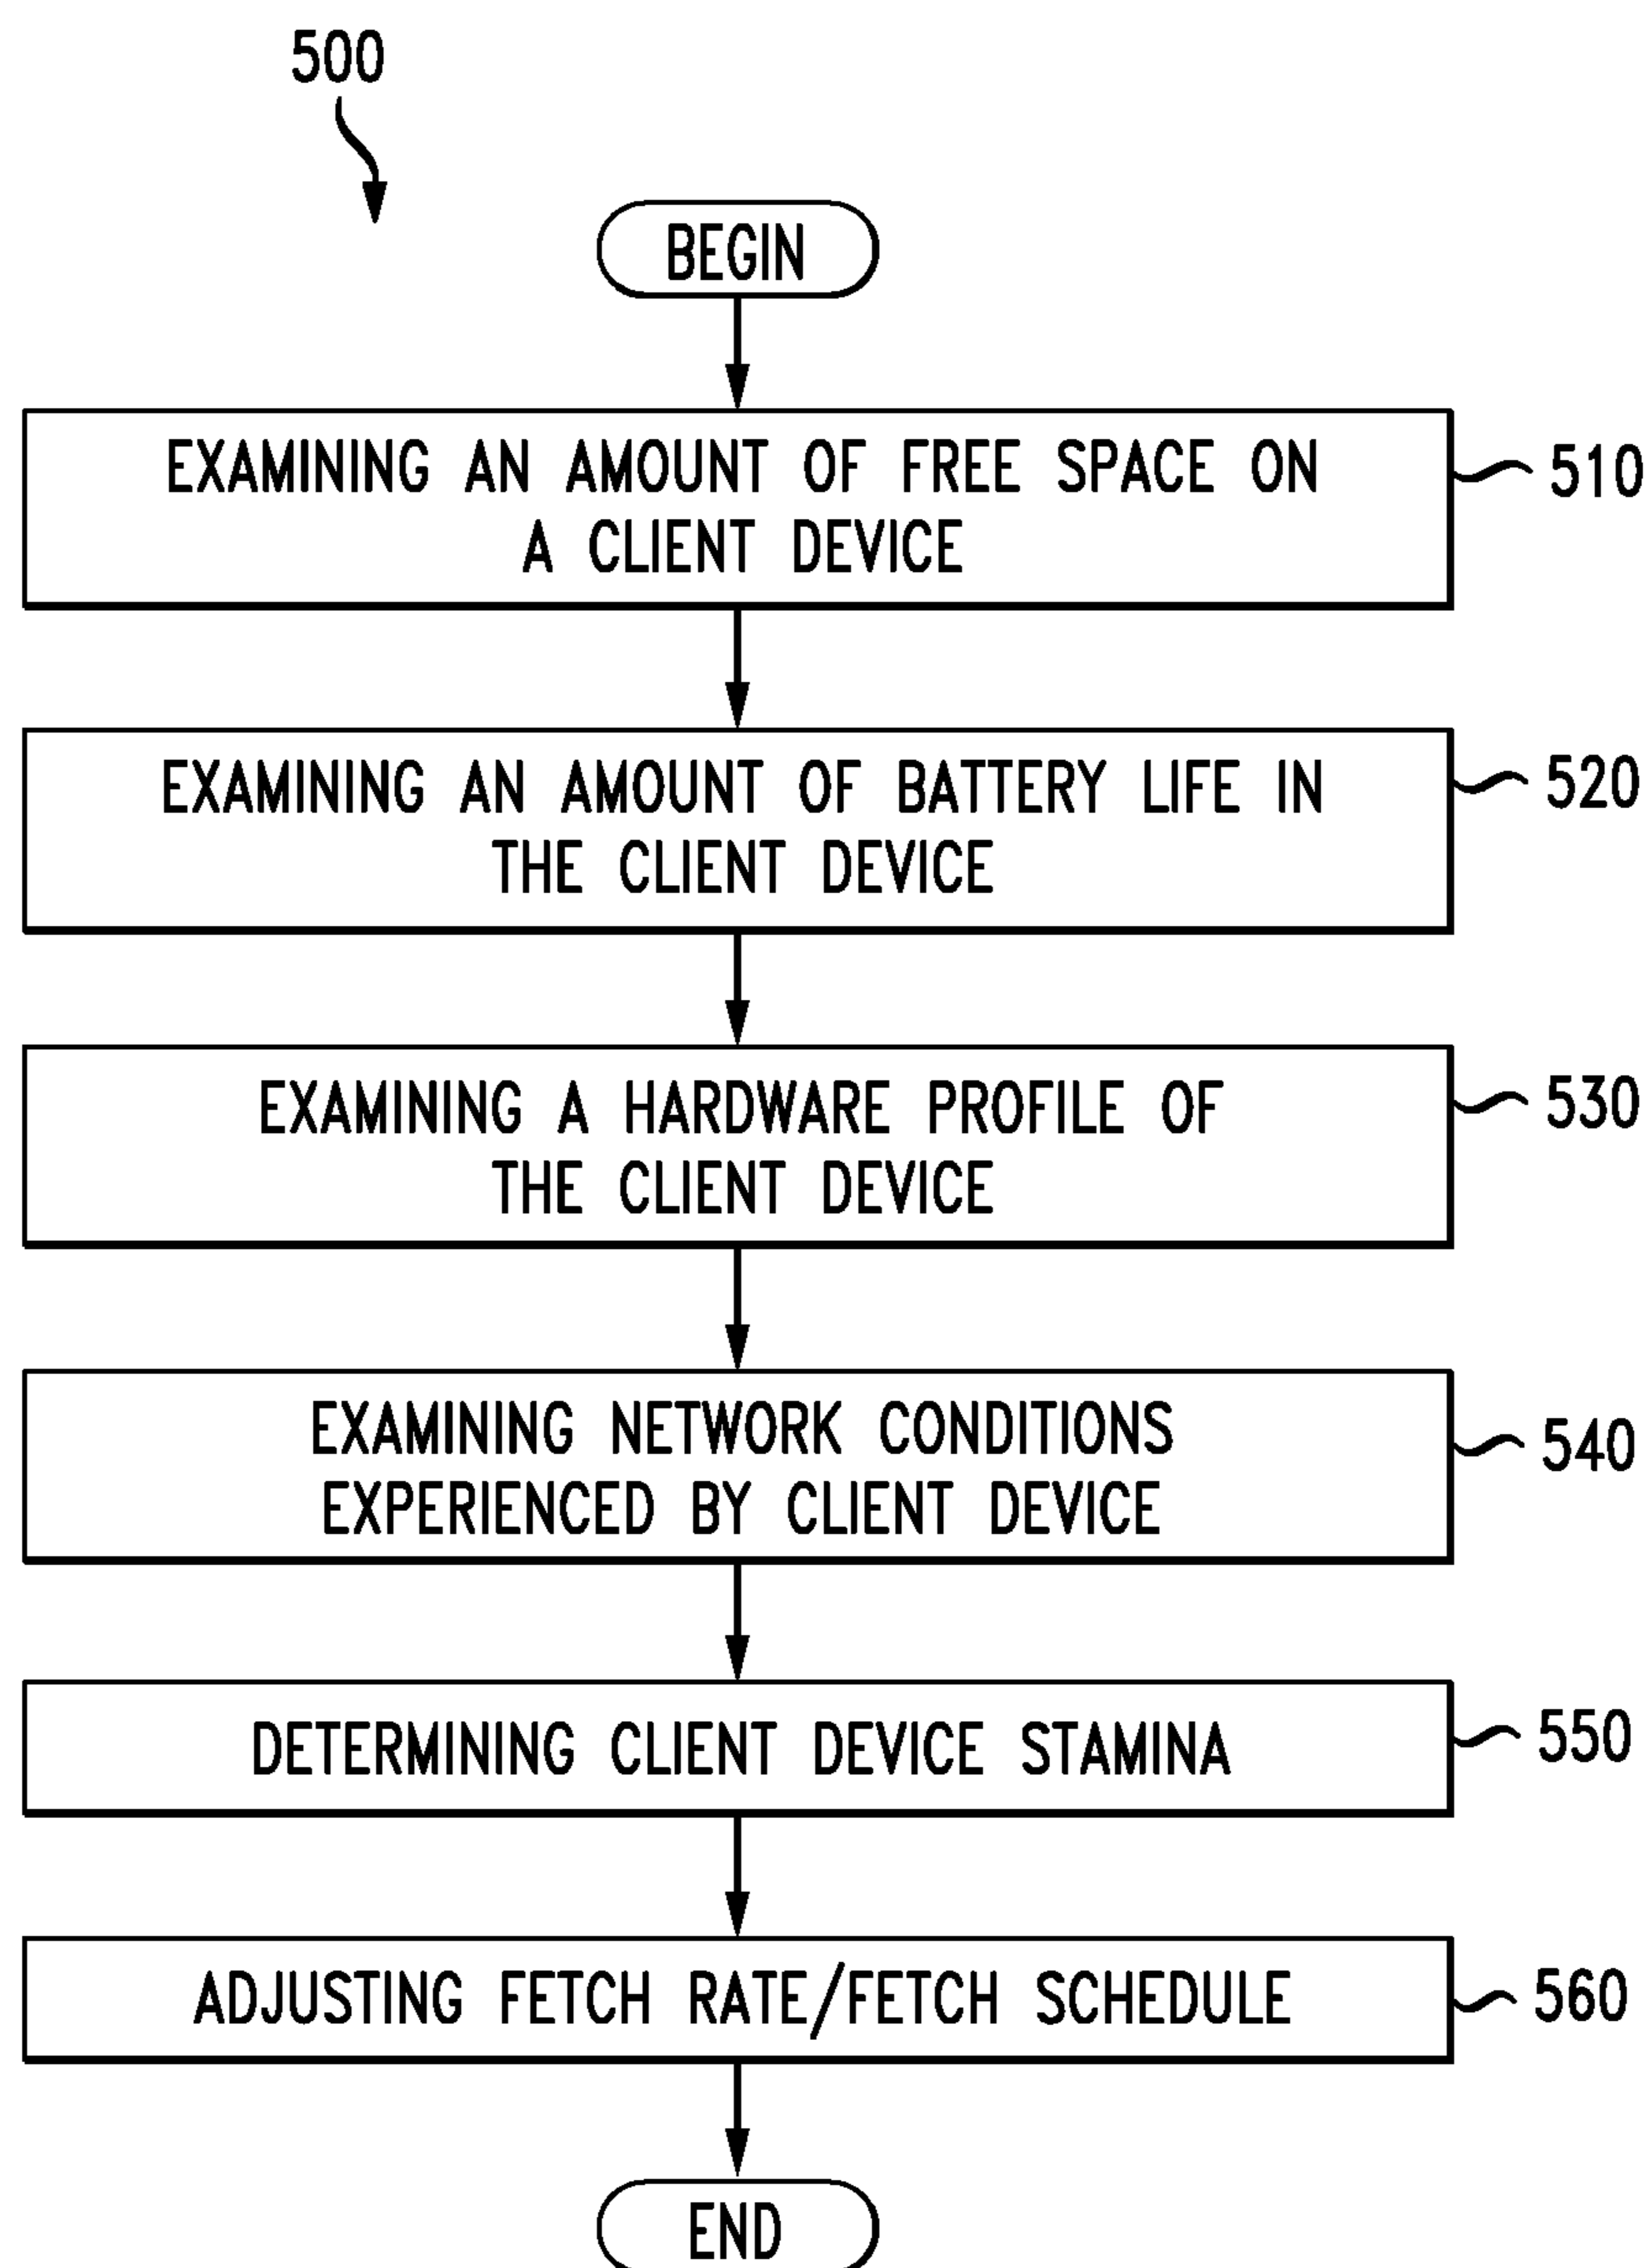 500
BEGIN
EXAMINING AN AMOUNT OF FREE SPACE ON
A CLIENT DEVICE
510
EXAMINING AN AMOUNT OF BATTERY LIFE IN
THE CLIENT DEVICE
520
EXAMINING A HARDWARE PROFILE OF
THE CLIENT DEVICE
530
EXAMINING NETWORK CONDITIONS
EXPERIENCED BY CLIENT DEVICE
540
DETERMINING CLIENT DEVICE STAMINA
550
ADJUSTING FETCH RATE/FETCH SCHEDULE
560
END